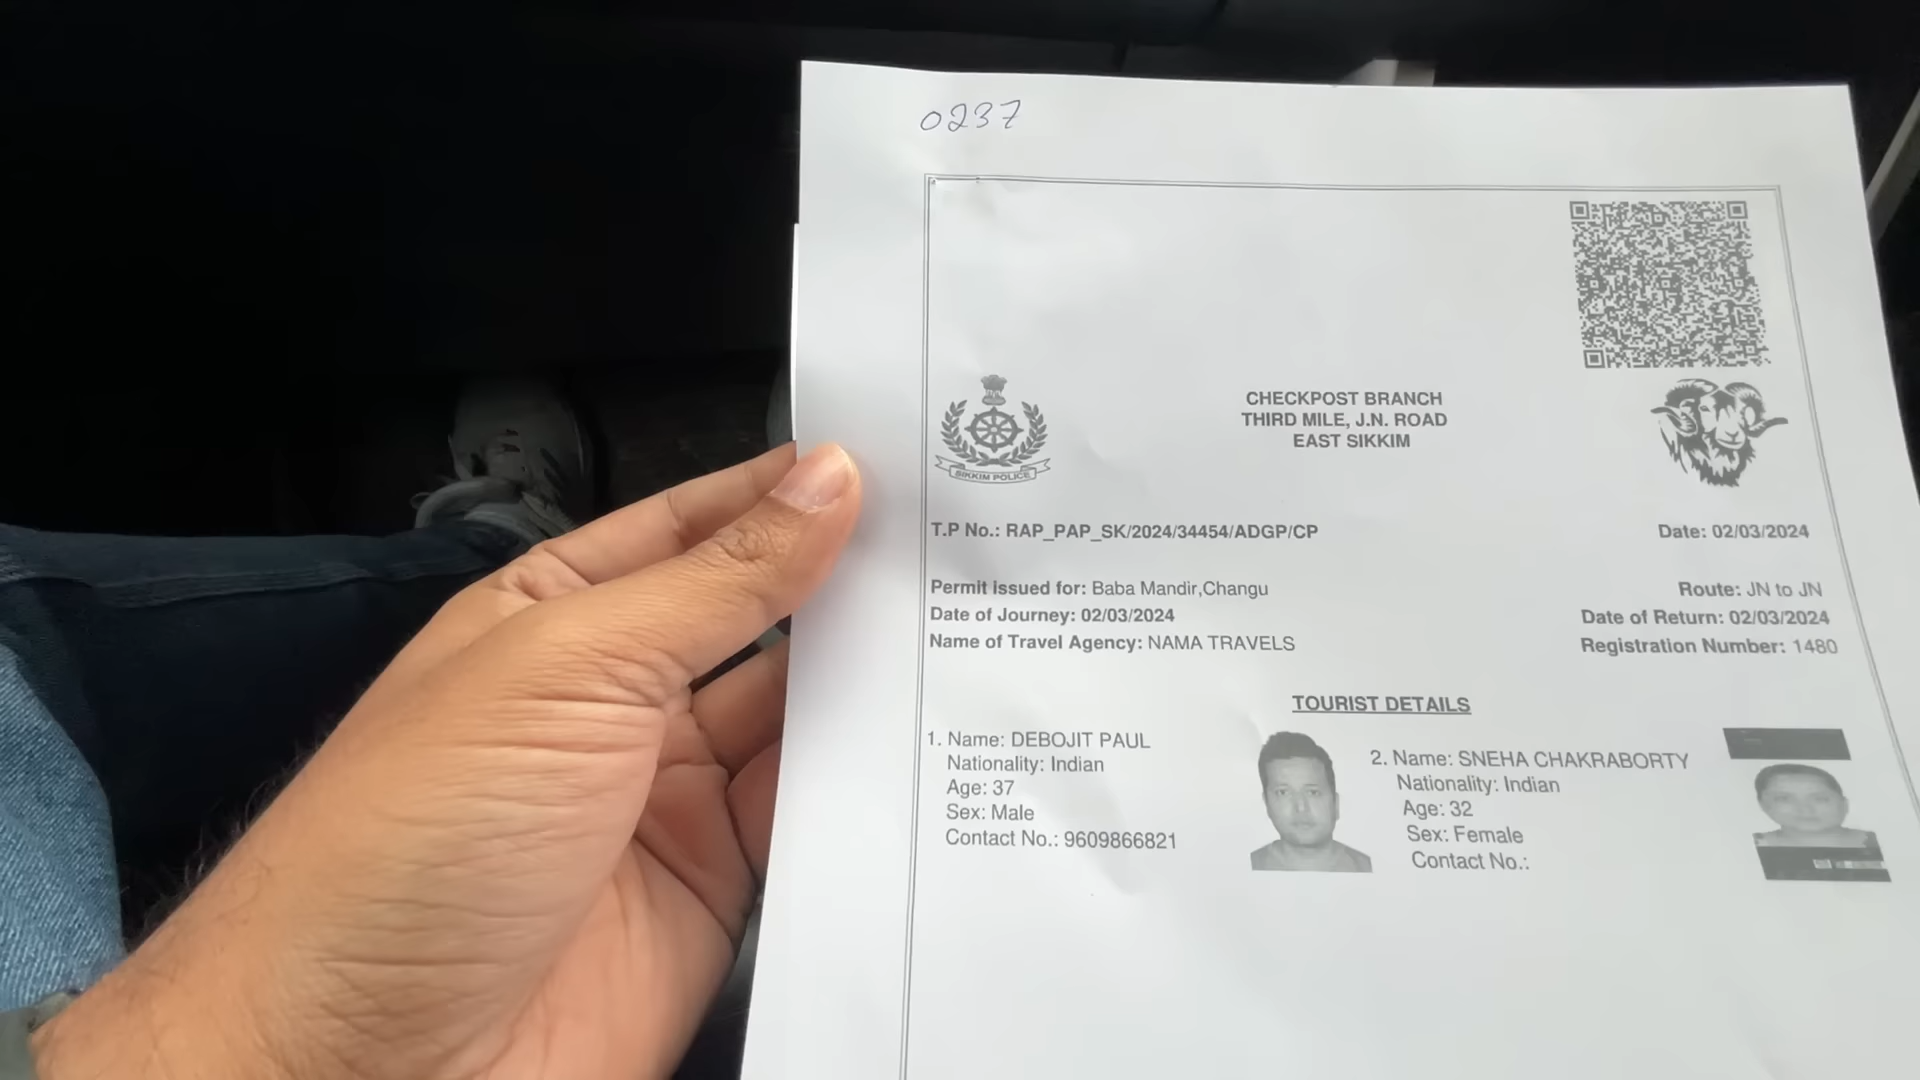 0237
CHECKPOST BRANCH
THIRD MILE, J.N. ROAD
EAST SIKKIM
SIKKIM POLICE
T.P No.: RAP_PAP_SK/2024/34454/ADGP/CP
Date: 02/03/2024
Permit issued for: Baba Mandir,Changu
Route: JN to JN
Date of Journey: 02/03/2024
Date of Return: 02/03/2024
Name of Travel Agency: NAMA TRAVELS
Registration Number: 1480
TOURIST DETAILS
1. Name: DEBOJIT PAUL
Nationality: Indian
Age: 37
Sex: Male
Contact No.: 9609866821
2. Name: SNEHA CHAKRABORTY
Nationality: Indian
Age: 32
Sex: Female
Contact No.: